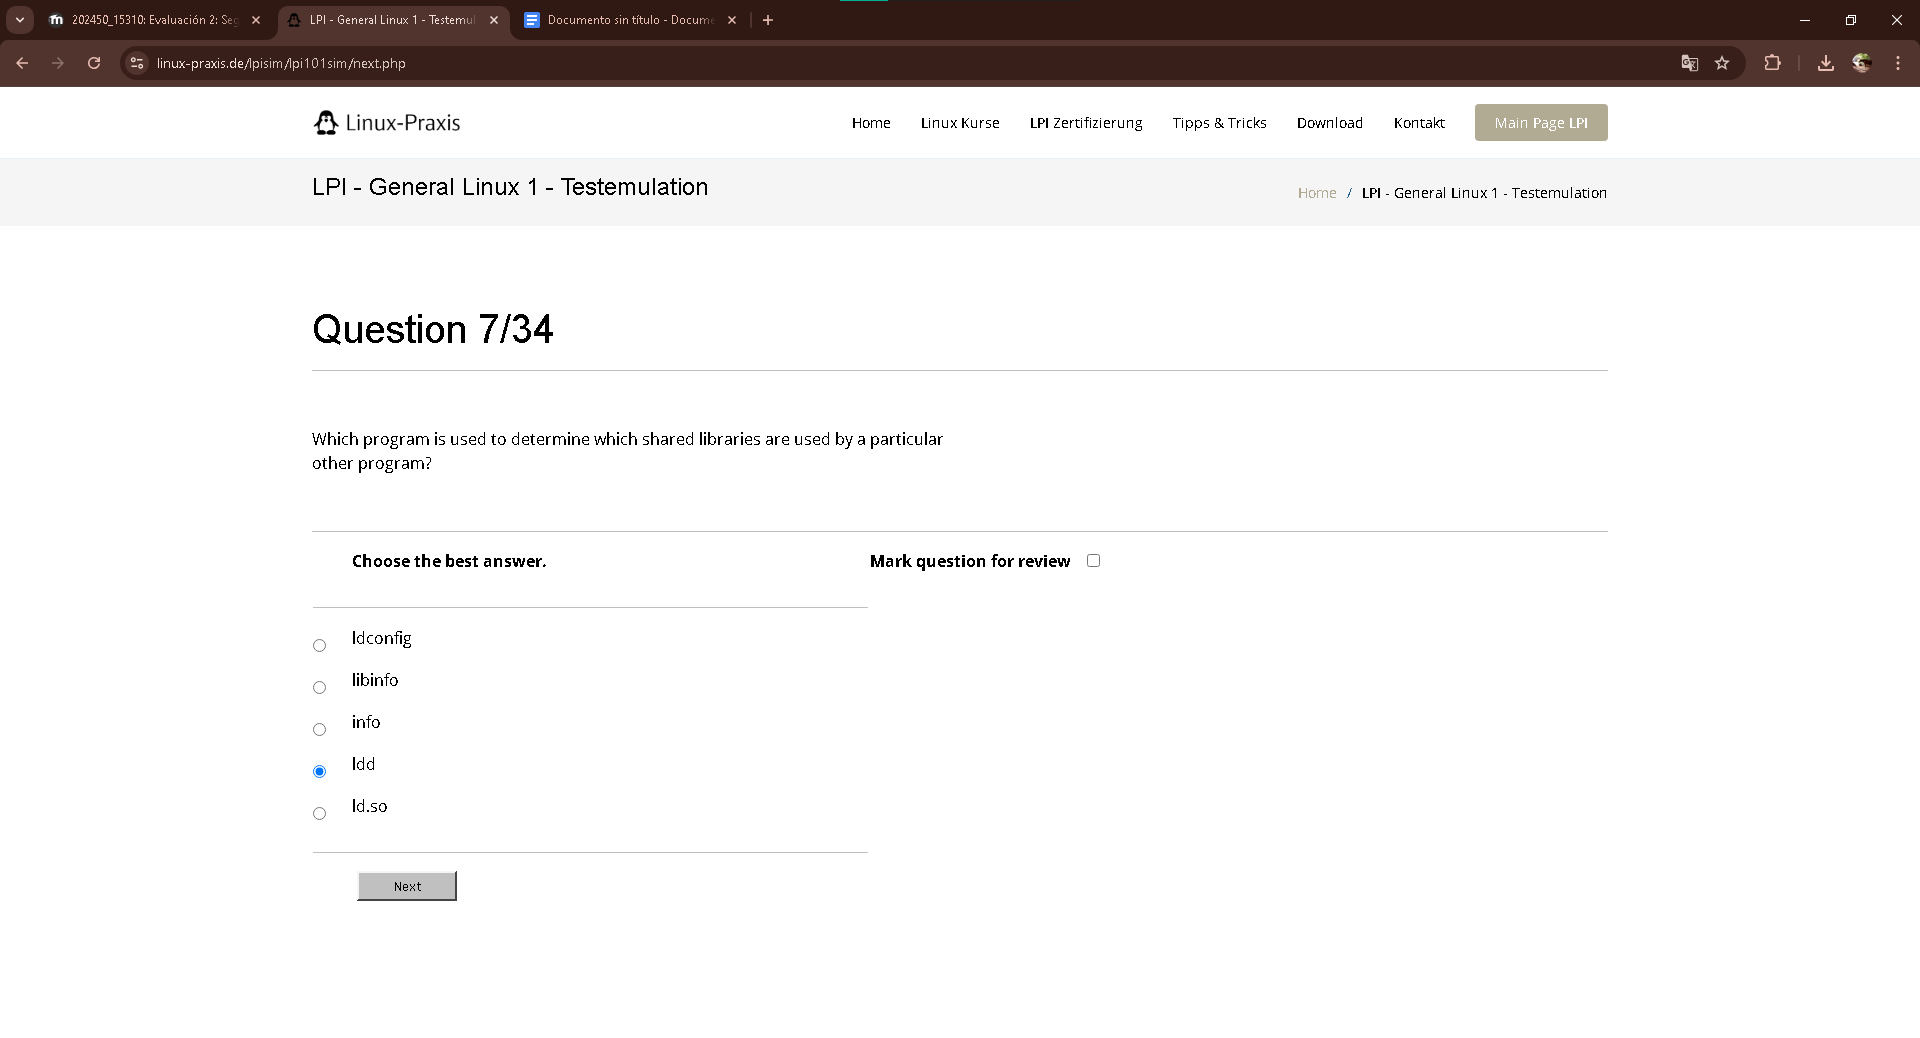 202450_15310: Evaluación 2: Seg
LPI - General Linux 1 - Testemul
Documento sin título - Docume
linux-praxis.de/lpisim/lpi101sim/next.php
Linux-Praxis
Home
Linux Kurse
LPI Zertifizierung
Tipps & Tricks
Download
Kontakt
Main Page LPI
LPI - General Linux 1 - Testemulation
Home / LPI - General Linux 1 - Testemulation
Question 7/34
Which program is used to determine which shared libraries are used by a particular
other program?
Choose the best answer.
Mark question for review
ldconfig
libinfo
info
ldd
ld.so
Next